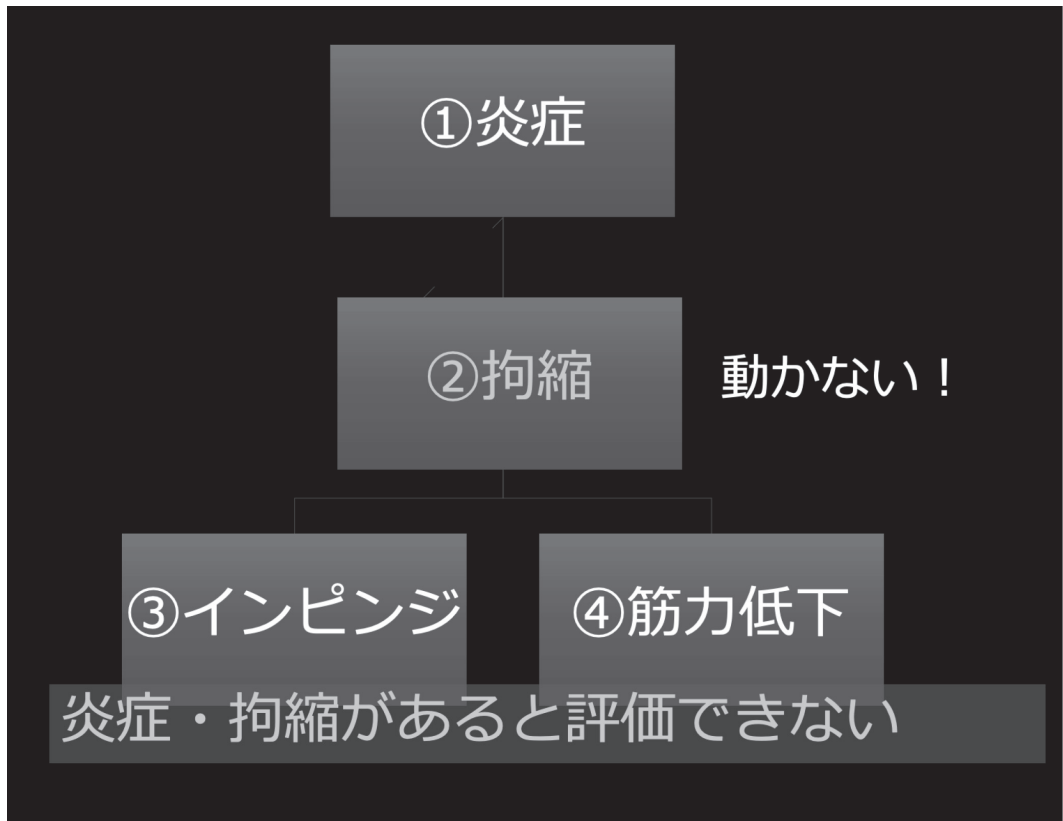 ①炎症
②拘縮
動かない！
③インピンジ
④筋力低下
炎症・拘縮があると評価できない